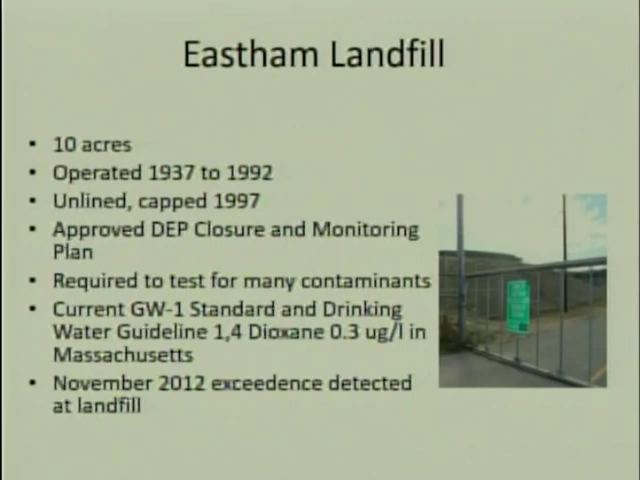 Eastham Landfill
• 10 acres
• Operated 1937 to 1992
• Unlined, capped 1997
• Approved DEP Closure and Monitoring
Plan
• Required to test for many contaminants
• Current GW-1 Standard and Drinking
Water Guideline 1,4 Dioxane 0.3 ug/l in
Massachusetts
• November 2012 exceedence detected
at landfill